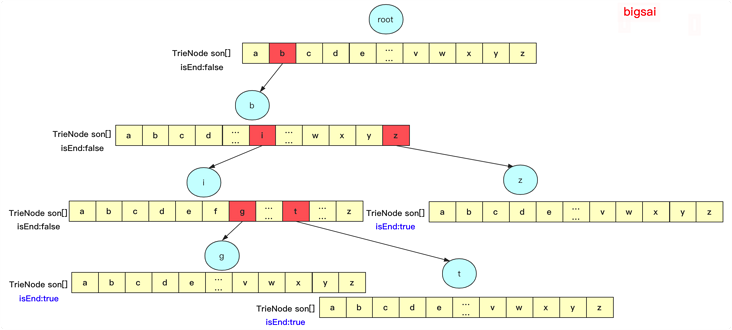 bigsai
root
TrieNode son[] a b c d e ... ... v w x y z
isEnd:false
b
TrieNode son[] a b c d ... ... i ... ... w x y z
isEnd:false
i
z
TrieNode son[] a b c d e f g ... ... t ... ... z
isEnd:false
TrieNode son[] a b c d e ... ... v w x y z
isEnd:true
g
t
TrieNode son[] a b c d e ... ... v w x y z
isEnd:true
TrieNode son[] a b c d e ... ... v w x y z
isEnd:true